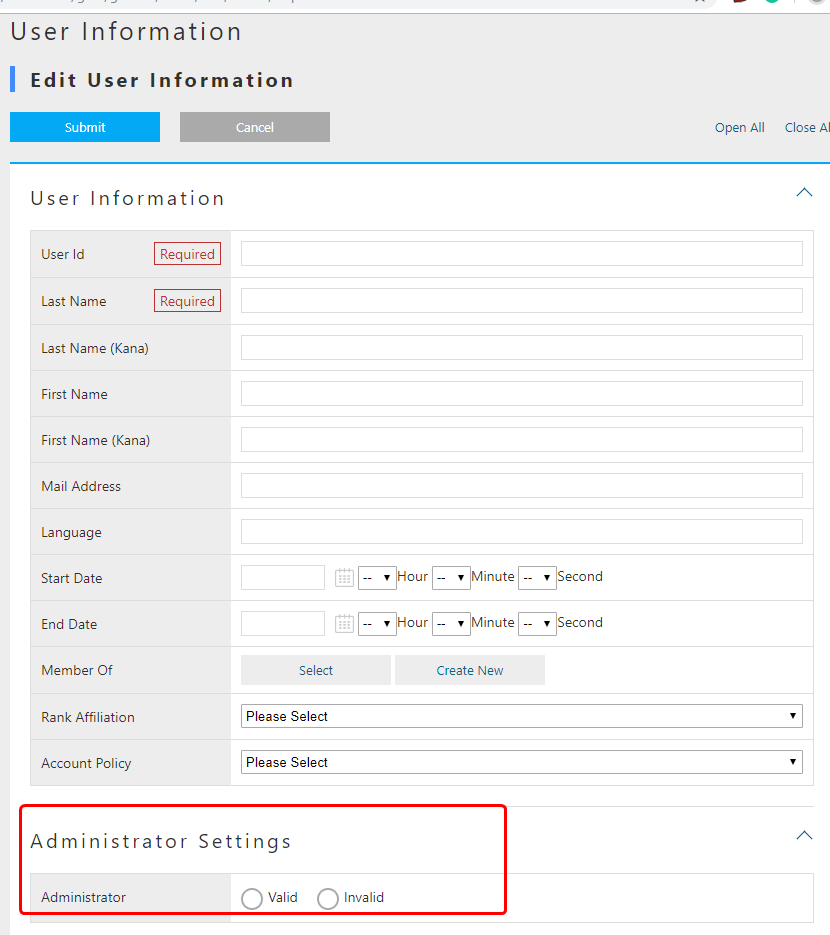 User Information
Edit User Information
Submit Cancel Open All Close Al
User Information
User Id Required
Last Name Required
Last Name (Kana)
First Name
First Name (Kana)
Mail Address
Language
Start Date -- Hour -- Minute -- Second
End Date -- Hour -- Minute -- Second
Member Of Select Create New
Rank Affiliation Please Select
Account Policy Please Select
Administrator Settings
Administrator Valid Invalid